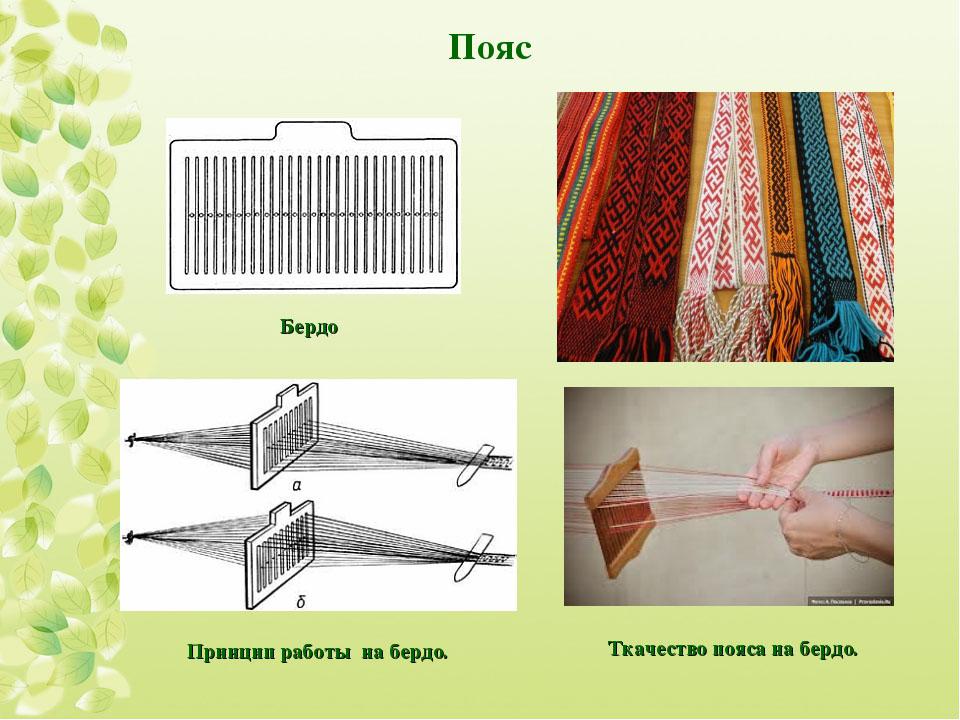 Пояс
Бердо
а
б
Принцип работы на бердо.
Ткачество пояса на бердо.